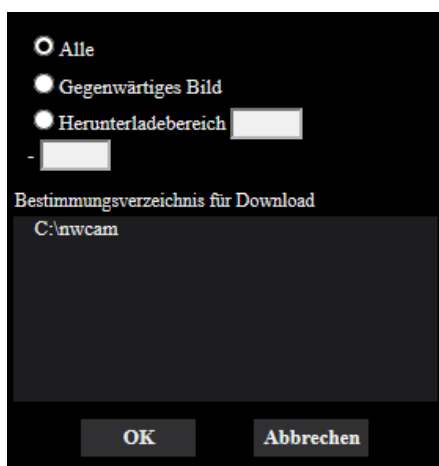 Alle
Gegenwärtiges Bild
Herunterladebereich
-
Bestimmungsverzeichnis für Download
C:\nwcam
OK
Abbrechen